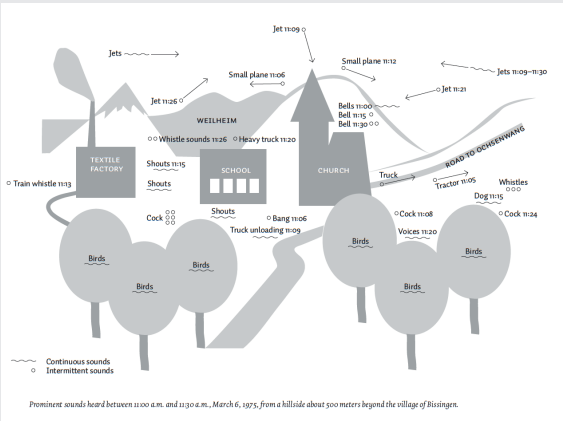 Jet 11:09
Jets
Small plane 11:12
Jets 11:09–11:30
Small plane 11:06
Jet 11:21
Jet 11:26
Bells 11:00
WEILHEIM
Bell 11:15
Bell 11:30
Whistle sounds 11:26
Heavy truck 11:20
ROAD TO OCHSENWANG
TEXTILE
FACTORY
Shouts 11:15
SCHOOL
CHURCH
Truck
Tractor 11:05
Train whistle 11:13
Shouts
Whistles
Dog 11:15
Cock
Shouts
Bang 11:06
Cock 11:08
Cock 11:24
Truck unloading 11:09
Voices 11:20
Birds
Birds
Birds
Birds
Birds
Birds
Continuous sounds
Intermittent sounds
Prominent sounds heard between 11:00 a.m. and 11:30 a.m., March 6, 1975, from a hillside about 500 meters beyond the village of Bissingen.